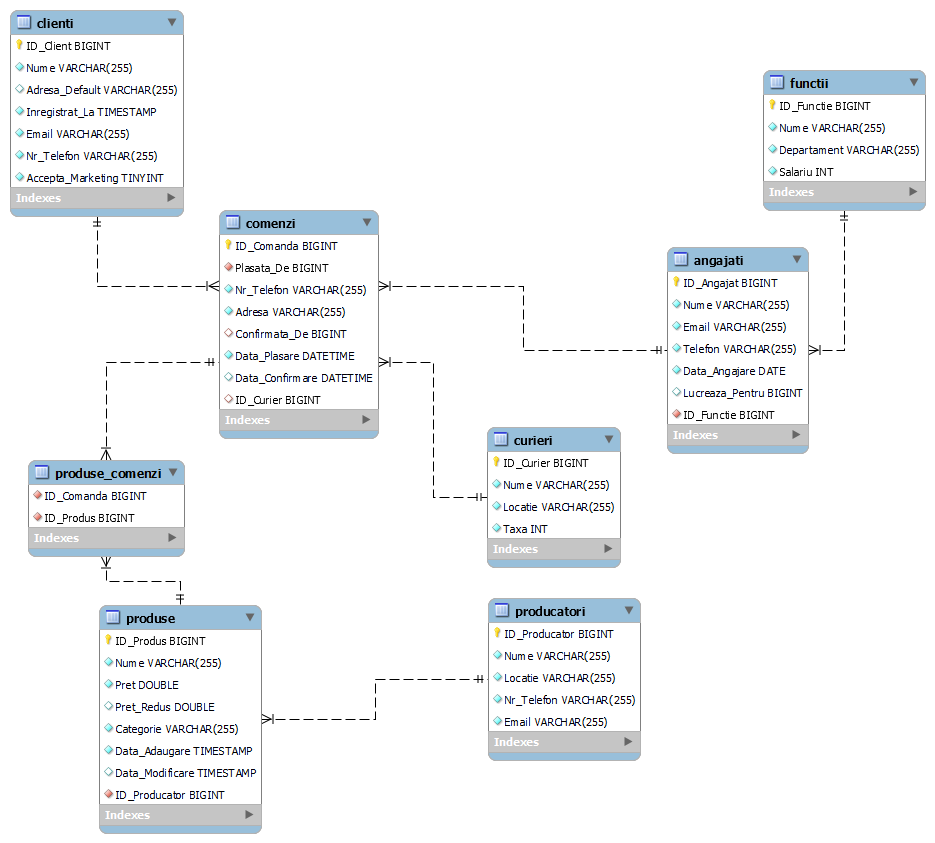 clienti
ID_Client BIGINT
Nume VARCHAR(255)
Adresa_Default VARCHAR(255)
Inregistrat_La TIMESTAMP
Email VARCHAR(255)
Nr_Telefon VARCHAR(255)
Accepta_Marketing TINYINT
Indexes
comenzi
ID_Comanda BIGINT
Plasata_De BIGINT
Nr_Telefon VARCHAR(255)
Adresa VARCHAR(255)
Confirmata_De BIGINT
Data_Plasare DATETIME
Data_Confirmare DATETIME
ID_Curier BIGINT
Indexes
functii
ID_Functie BIGINT
Nume VARCHAR(255)
Departament VARCHAR(255)
Salariu INT
Indexes
angajati
ID_Angajat BIGINT
Nume VARCHAR(255)
Email VARCHAR(255)
Telefon VARCHAR(255)
Data_Angajare DATE
Lucreaza_Pentru BIGINT
ID_Functie BIGINT
Indexes
curieri
ID_Curier BIGINT
Nume VARCHAR(255)
Locatie VARCHAR(255)
Taxa INT
Indexes
produse_comenzi
ID_Comanda BIGINT
ID_Produs BIGINT
Indexes
produse
ID_Produs BIGINT
Nume VARCHAR(255)
Pret DOUBLE
Pret_Redus DOUBLE
Categorie VARCHAR(255)
Data_Adaugare TIMESTAMP
Data_Modificare TIMESTAMP
ID_Producator BIGINT
Indexes
producatori
ID_Producator BIGINT
Nume VARCHAR(255)
Locatie VARCHAR(255)
Nr_Telefon VARCHAR(255)
Email VARCHAR(255)
Indexes